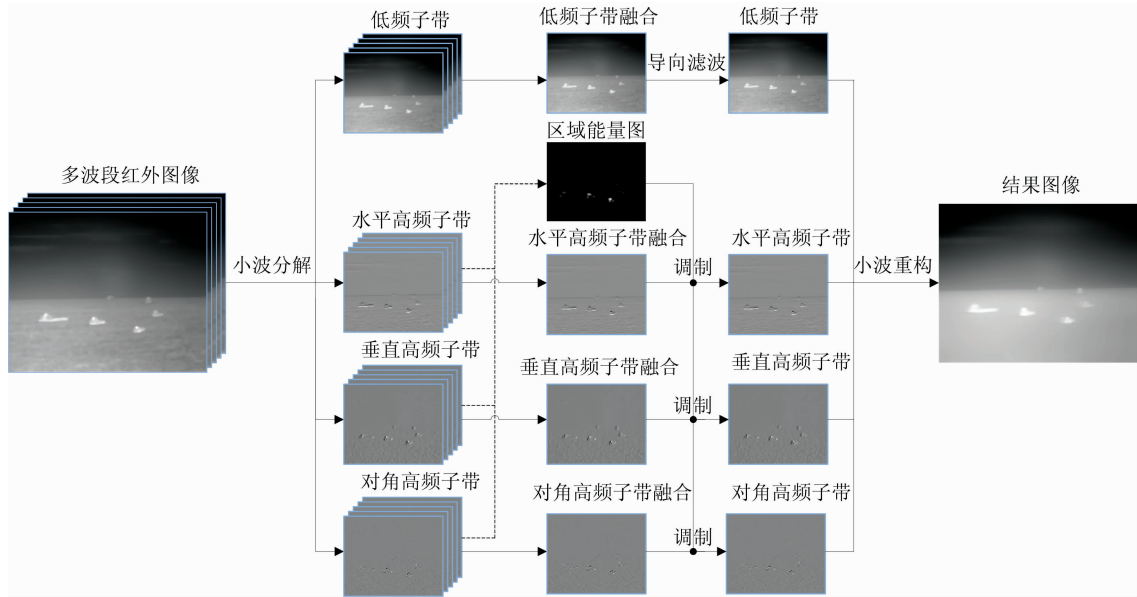 低频子带
低频子带融合
低频子带
导向滤波
区域能量图
多波段红外图像
结果图像
水平高频子带
水平高频子带融合
水平高频子带
小波分解
调制
小波重构
垂直高频子带
垂直高频子带融合
垂直高频子带
调制
对角高频子带
对角高频子带融合
对角高频子带
调制